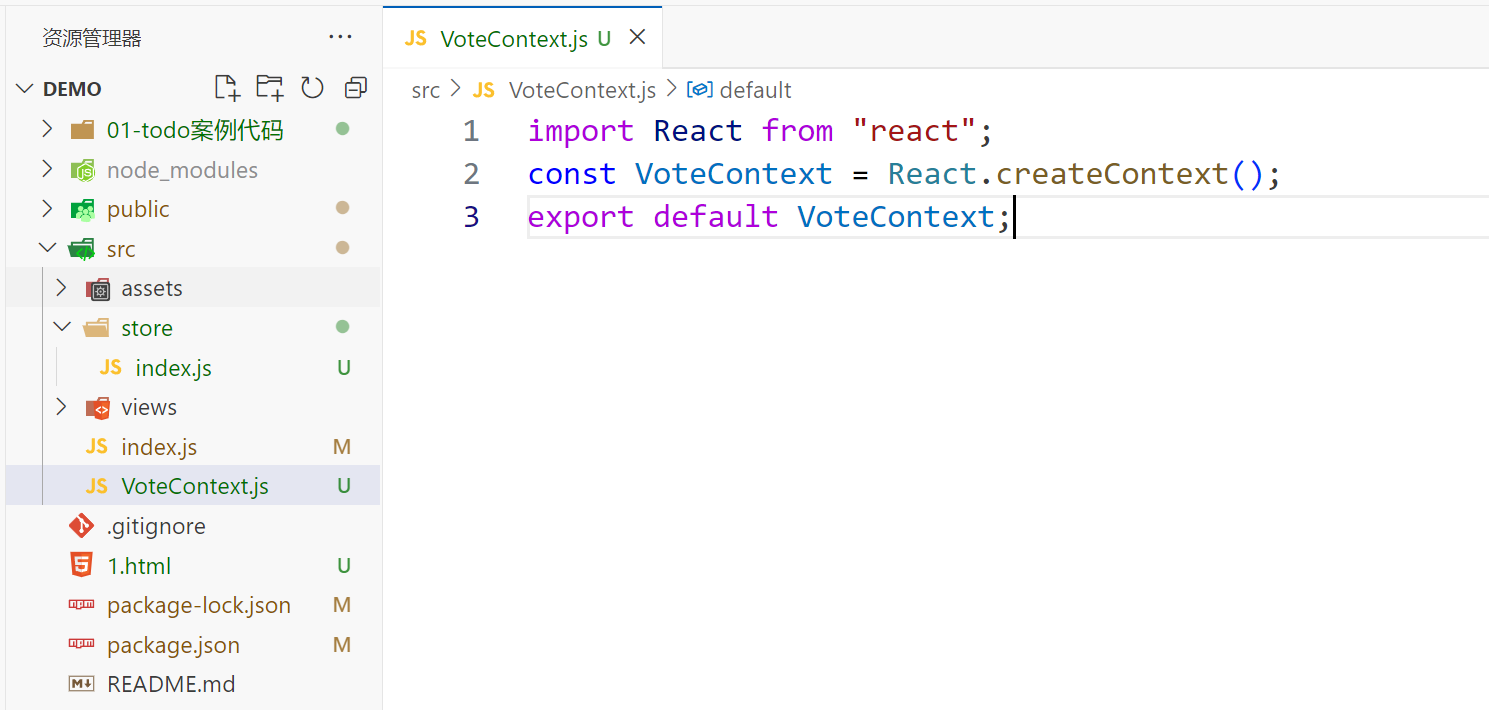 资源管理器 ···
DEMO
01-todo案例代码
node_modules
public
src
assets
store
index.js U
views
index.js M
VoteContext.js U
.gitignore
1.html U
package-lock.json M
package.json M
README.md
JS VoteContext.js U
src > JS VoteContext.js > default
1 import React from "react";
2 const VoteContext = React.createContext();
3 export default VoteContext;